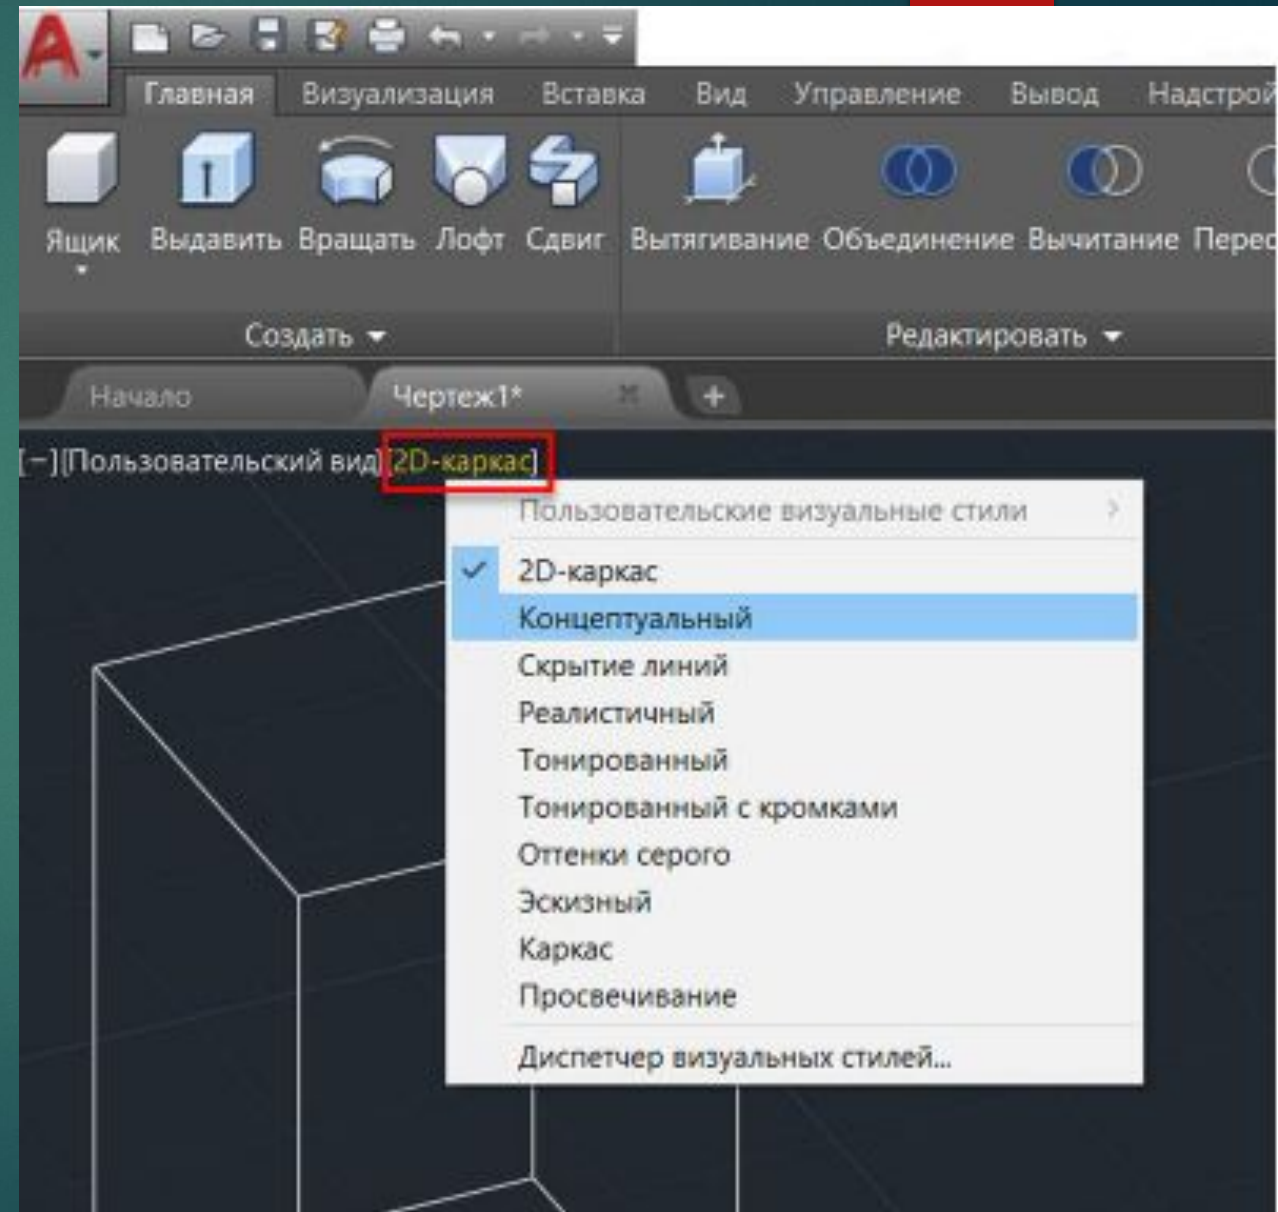 Главная Визуализация Вставка Вид Управление Вывод Надстрой
Ящик Выдавить Вращать Лофт Сдвиг Вытягивание Объединение Вычитание Перес
Создать Редактировать
Начало Чертеж1* +
[−][Пользовательский вид][2D-каркас]
Пользовательские визуальные стили
2D-каркас
Концептуальный
Скрытие линий
Реалистичный
Тонированный
Тонированный с кромками
Оттенки серого
Эскизный
Каркас
Просвечивание
Диспетчер визуальных стилей...